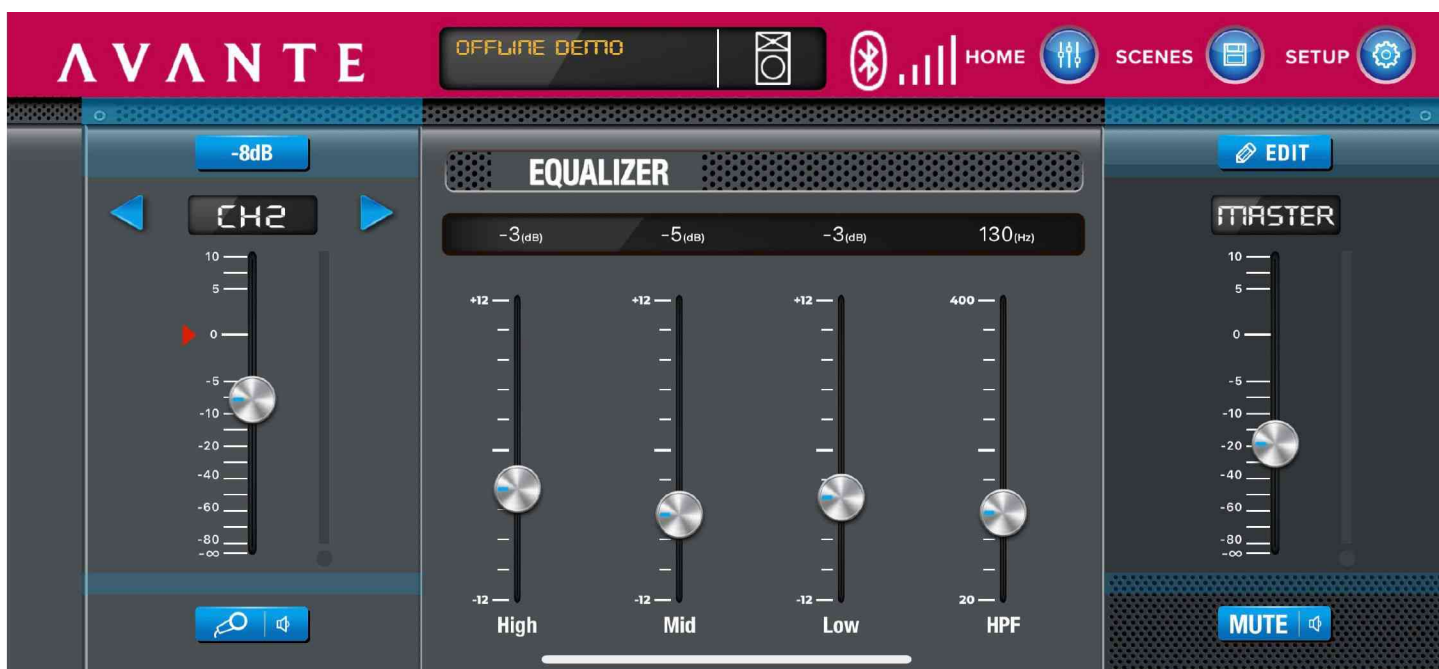 AVANTE
OFFLINE DEMO
HOME
SCENES
SETUP
-8dB
CH2
10
5
0
-5
-10
-20
-40
-60
-80
-∞
EQUALIZER
-3(dB) -5(dB) -3(dB) 130(Hz)
+12 +12 +12 400
-12 -12 -12 20
High Mid Low HPF
EDIT
MASTER
10
5
0
-5
-10
-20
-40
-60
-80
-∞
MUTE